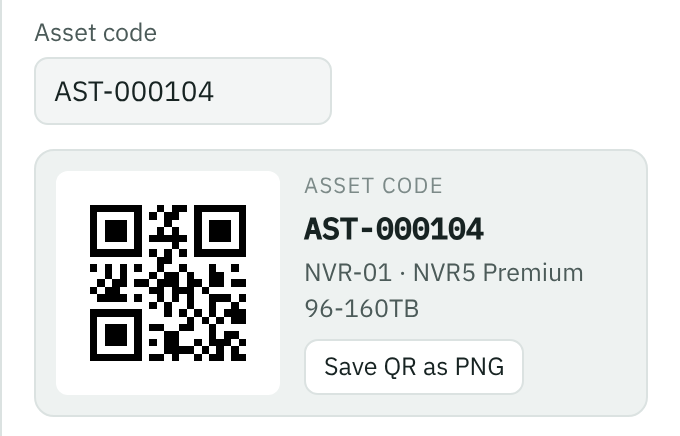 Asset code
AST-000104
ASSET CODE
AST-000104
NVR-01 · NVR5 Premium
96-160TB
Save QR as PNG